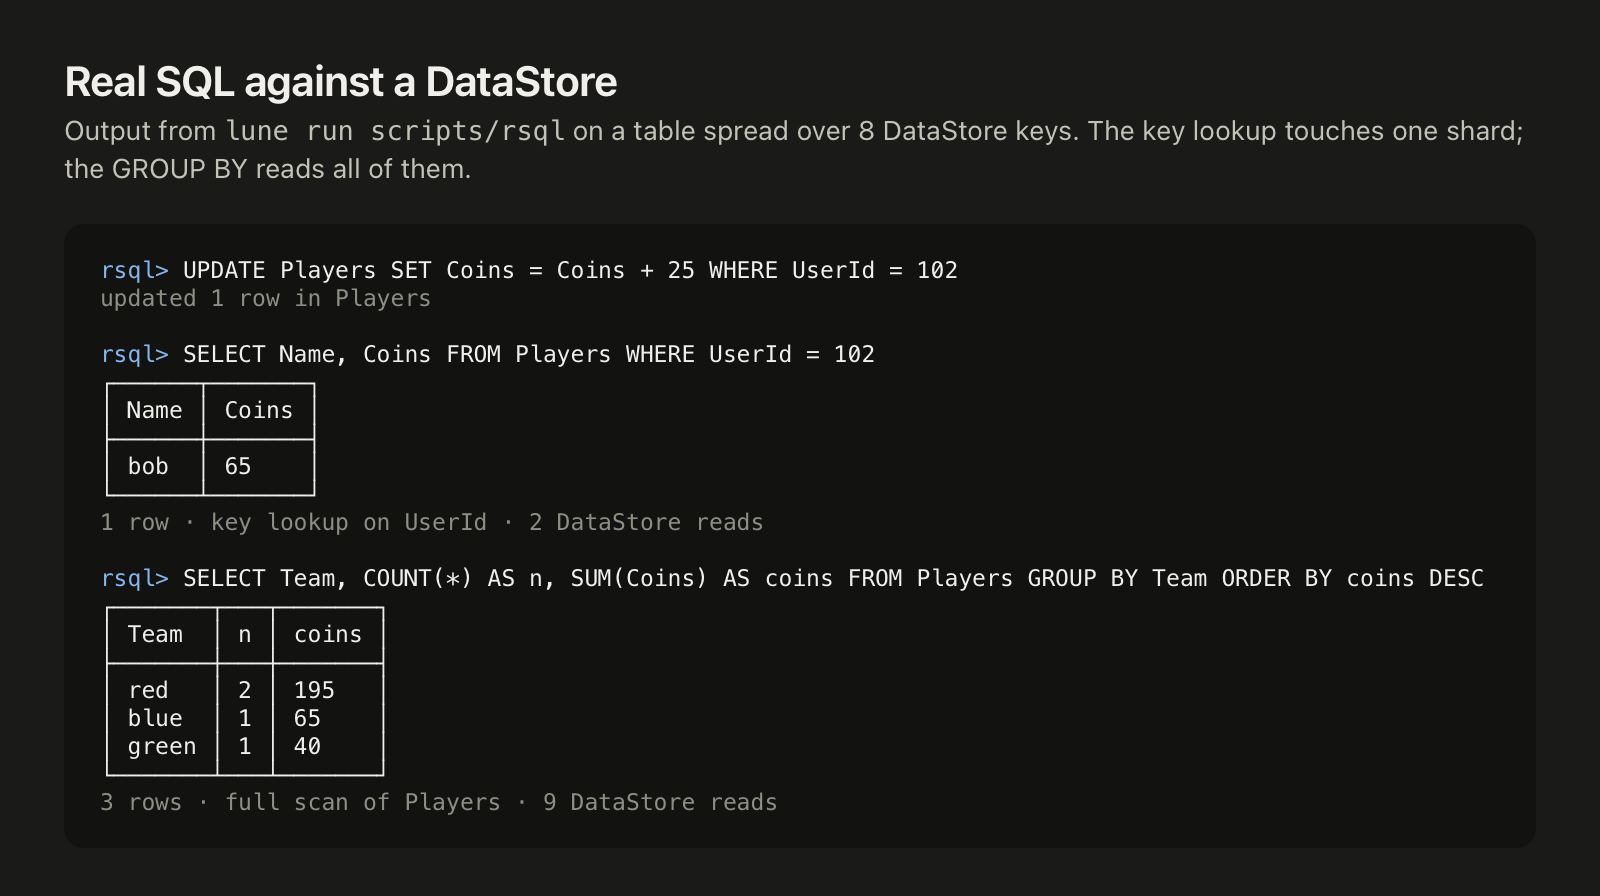 Real SQL against a DataStore
Output from lune run scripts/rsql on a table spread over 8 DataStore keys. The key lookup touches one shard;
the GROUP BY reads all of them.
rsql> UPDATE Players SET Coins = Coins + 25 WHERE UserId = 102
updated 1 row in Players
rsql> SELECT Name, Coins FROM Players WHERE UserId = 102
Name Coins
bob 65
1 row · key lookup on UserId · 2 DataStore reads
rsql> SELECT Team, COUNT(*) AS n, SUM(Coins) AS coins FROM Players GROUP BY Team ORDER BY coins DESC
Team n coins
red 2 195
blue 1 65
green 1 40
3 rows · full scan of Players · 9 DataStore reads